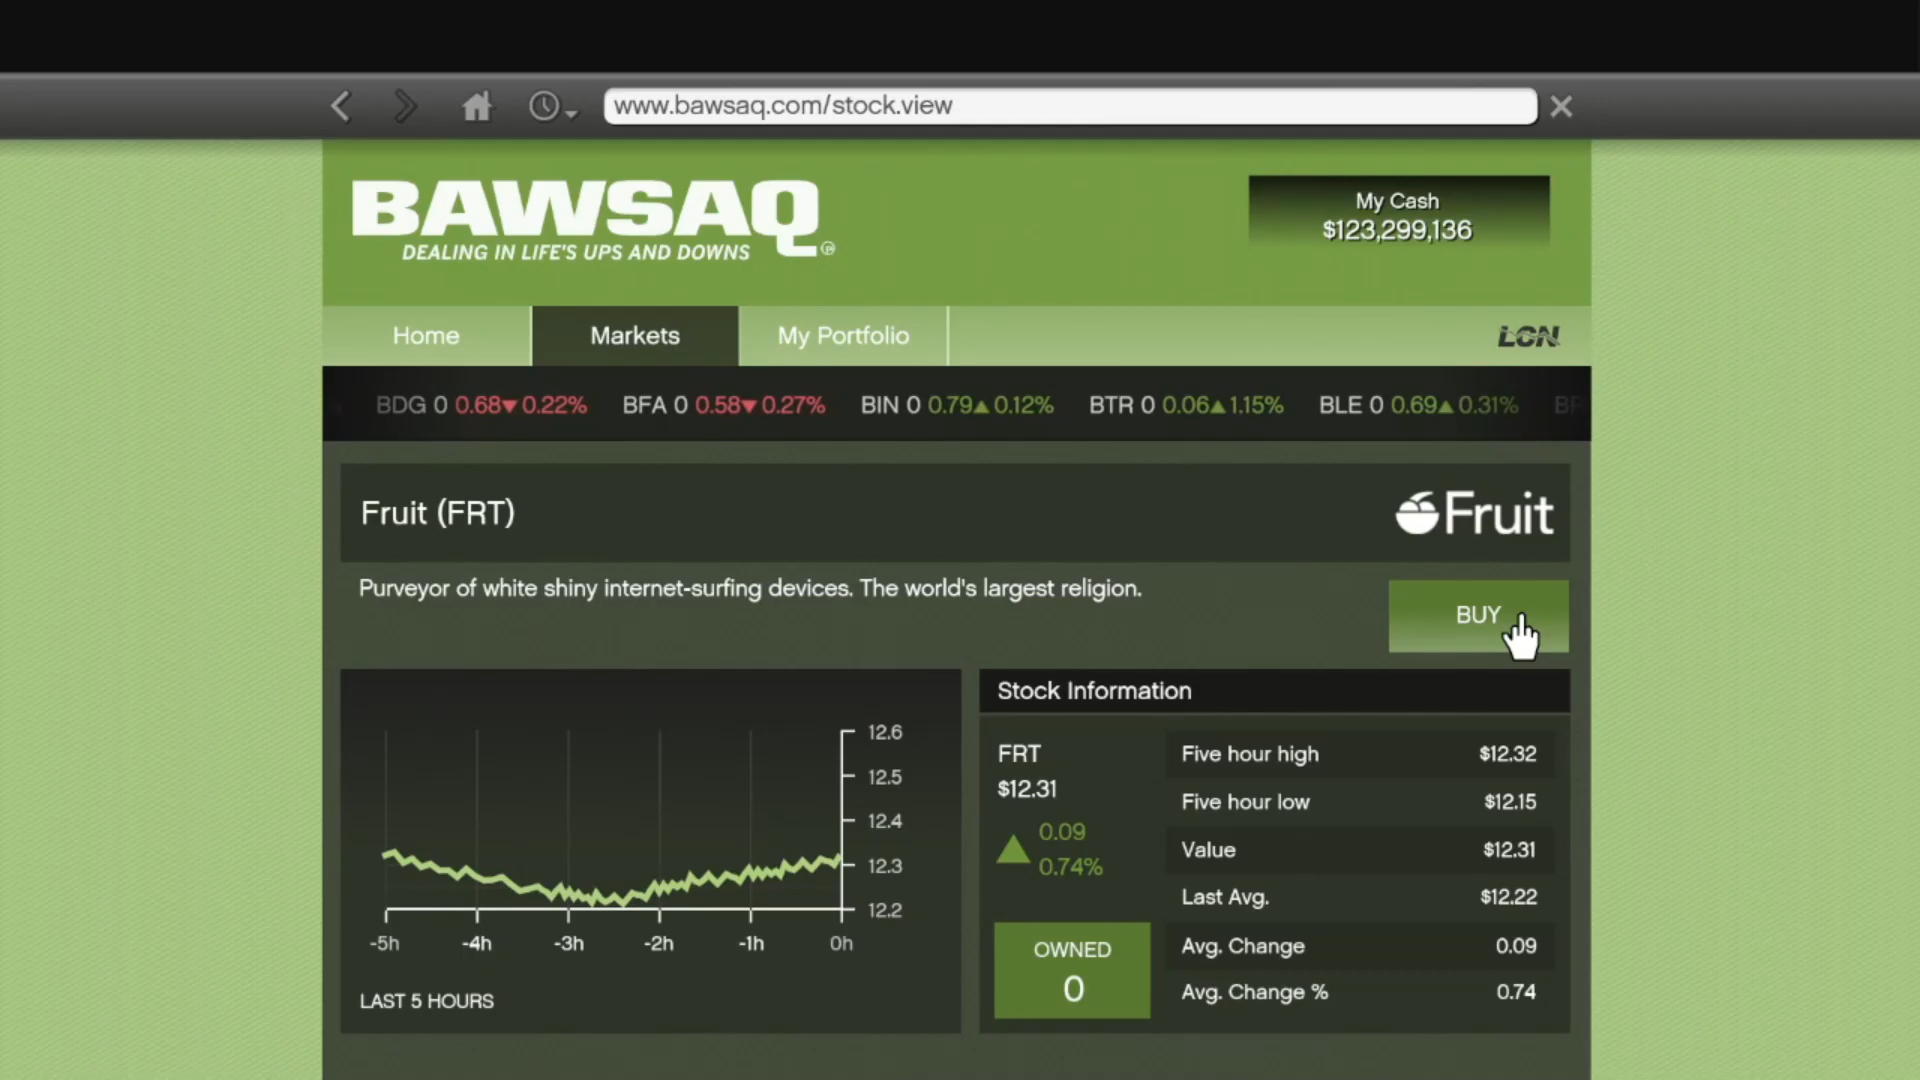 www.bawsaq.com/stock.view
BAWSAQ
DEALING IN LIFE'S UPS AND DOWNS
My Cash
$123,299,136
Home Markets My Portfolio LCN
BDG 0 0.68▼0.22% BFA 0 0.58▼0.27% BIN 0 0.79▲0.12% BTR 0 0.06▲1.15% BLE 0 0.69▲0.31%
Fruit (FRT) Fruit
Purveyor of white shiny internet-surfing devices. The world's largest religion.
BUY
12.6
12.5
12.4
12.3
12.2
-5h -4h -3h -2h -1h 0h
LAST 5 HOURS
Stock Information
FRT
$12.31
0.09
0.74%
OWNED
0
Five hour high $12.32
Five hour low $12.15
Value $12.31
Last Avg. $12.22
Avg. Change 0.09
Avg. Change % 0.74